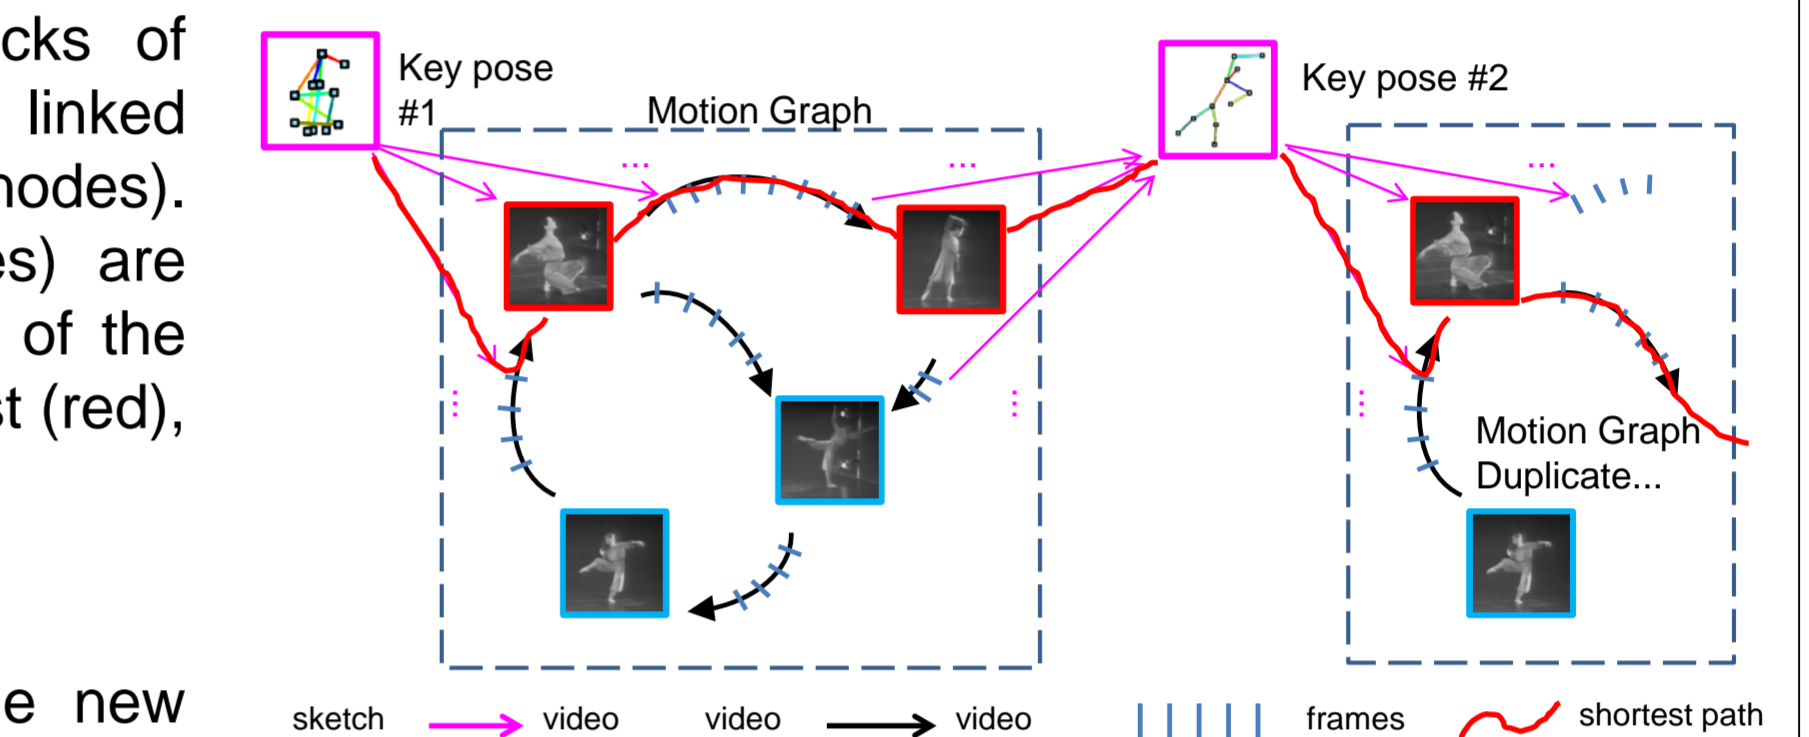 cks of
linked
nodes).
es) are
of the
st (red),
e new
Key pose
#1
Motion Graph
...
...
Key pose #2
...
Motion Graph
Duplicate...
sketch video video video frames shortest path